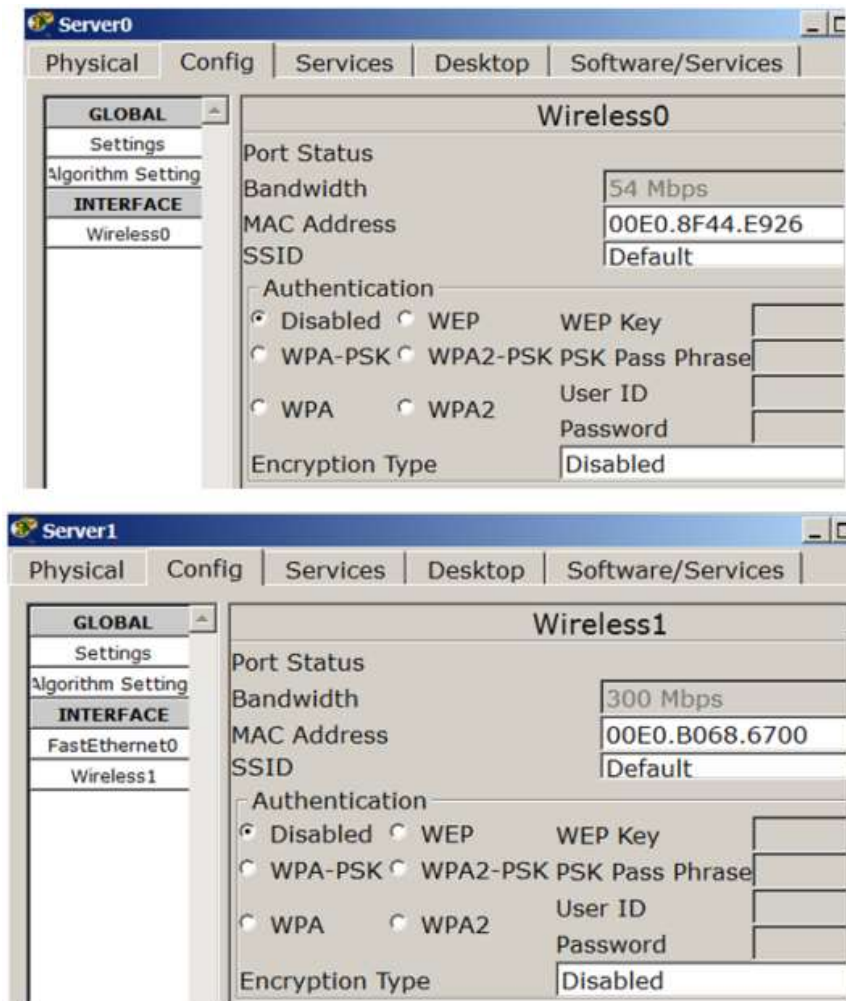 Server0
Physical Config Services Desktop Software/Services
GLOBAL
Settings
Algorithm Setting
INTERFACE
Wireless0
Wireless0
Port Status
Bandwidth 54 Mbps
MAC Address 00E0.8F44.E926
SSID Default
Authentication
Disabled WEP WEP Key
WPA-PSK WPA2-PSK PSK Pass Phrase
WPA WPA2 User ID
Password
Encryption Type Disabled
Server1
Physical Config Services Desktop Software/Services
GLOBAL
Settings
Algorithm Setting
INTERFACE
FastEthernet0
Wireless1
Wireless1
Port Status
Bandwidth 300 Mbps
MAC Address 00E0.B068.6700
SSID Default
Authentication
Disabled WEP WEP Key
WPA-PSK WPA2-PSK PSK Pass Phrase
WPA WPA2 User ID
Password
Encryption Type Disabled